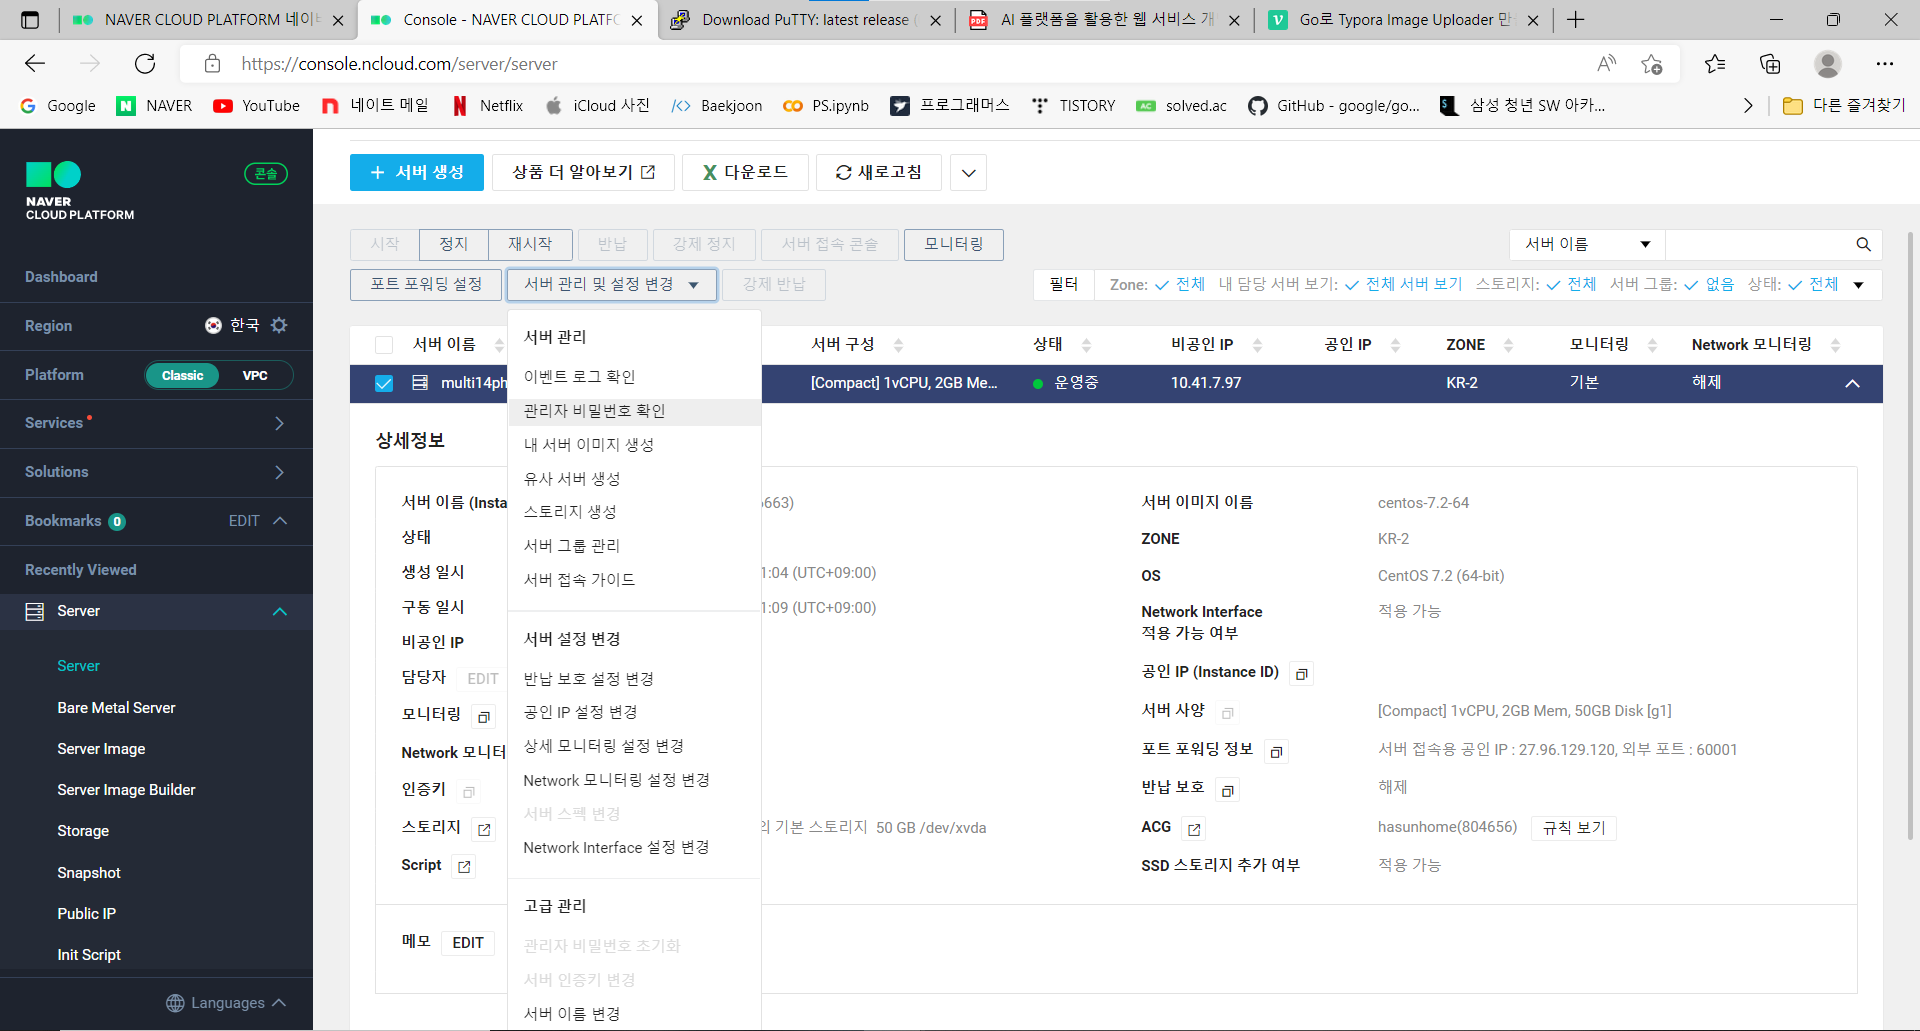 NAVER CLOUD PLATFORM 네이
Console - NAVER CLOUD PLATFO
Download PuTTY: latest release (
AI 플랫폼을 활용한 웹 서비스 개
Go로 Typora Image Uploader 만
https://console.ncloud.com/server/server
Google
NAVER
YouTube
네이트 메일
Netflix
iCloud 사진
Baekjoon
PS.ipynb
프로그래머스
TISTORY
solved.ac
GitHub - google/go...
삼성 청년 SW 아카...
다른 즐겨찾기
NAVER
CLOUD PLATFORM
콘솔
Dashboard
Region
한국
Platform
Classic
VPC
Services
Solutions
Bookmarks 0
EDIT
Recently Viewed
Server
Server
Bare Metal Server
Server Image
Server Image Builder
Storage
Snapshot
Public IP
Init Script
Languages
+ 서버 생성
상품 더 알아보기
다운로드
새로고침
시작
정지
재시작
반납
강제 정지
서버 접속 콘솔
모니터링
서버 이름
포트 포워딩 설정
서버 관리 및 설정 변경
강제 반납
필터
Zone: 전체 내 담당 서버 보기: 전체 서버 보기 스토리지: 전체 서버 그룹: 없음 상태: 전체
서버 이름
서버 구성
상태
비공인 IP
공인 IP
ZONE
모니터링
Network 모니터링
multi14ph
[Compact] 1vCPU, 2GB Me...
운영중
10.41.7.97
KR-2
기본
해제
서버 관리
이벤트 로그 확인
관리자 비밀번호 확인
내 서버 이미지 생성
유사 서버 생성
스토리지 생성
서버 그룹 관리
서버 접속 가이드
서버 설정 변경
반납 보호 설정 변경
공인 IP 설정 변경
상세 모니터링 설정 변경
Network 모니터링 설정 변경
서버 스펙 변경
Network Interface 설정 변경
고급 관리
관리자 비밀번호 초기화
서버 인증키 변경
서버 이름 변경
상세정보
서버 이름 (Insta
6663)
상태
생성 일시
1:04 (UTC+09:00)
구동 일시
1:09 (UTC+09:00)
비공인 IP
담당자 EDIT
모니터링
Network 모니터
인증키
스토리지
의 기본 스토리지 50 GB /dev/xvda
Script
메모 EDIT
서버 이미지 이름
centos-7.2-64
ZONE
KR-2
OS
CentOS 7.2 (64-bit)
Network Interface
적용 가능 여부
적용 가능
공인 IP (Instance ID)
서버 사양
[Compact] 1vCPU, 2GB Mem, 50GB Disk [g1]
포트 포워딩 정보
서버 접속용 공인 IP : 27.96.129.120, 외부 포트 : 60001
반납 보호
해제
ACG
hasunhome(804656)
규칙 보기
SSD 스토리지 추가 여부
적용 가능